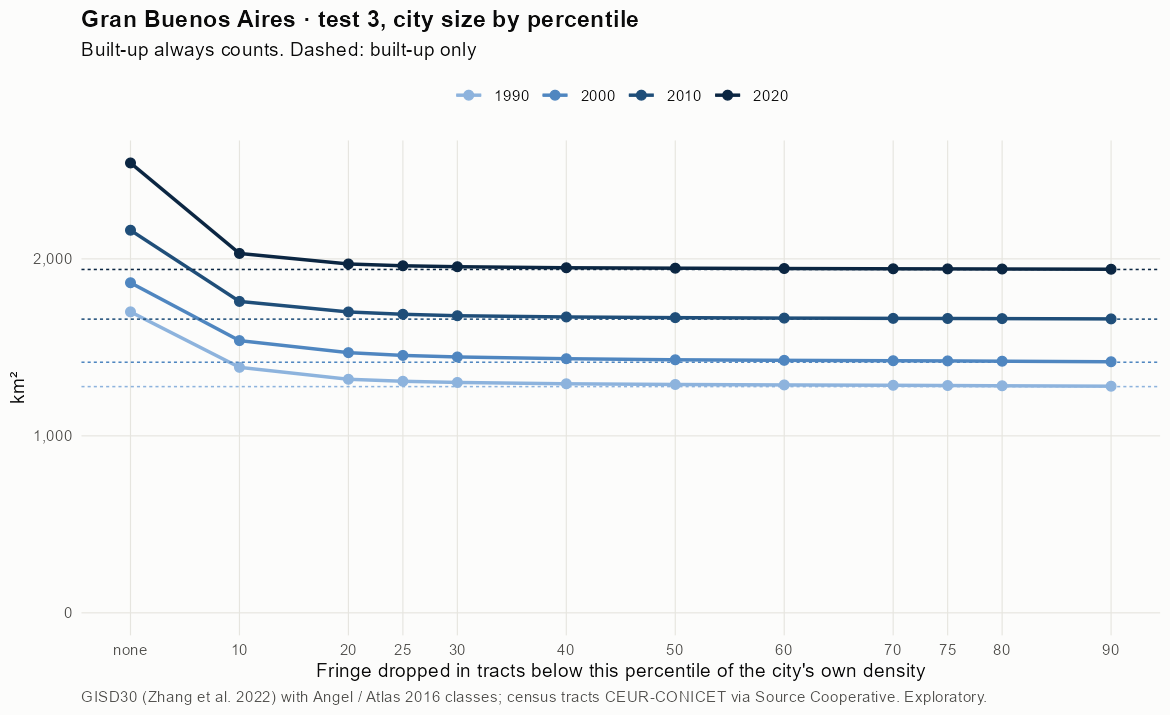 Gran Buenos Aires · test 3, city size by percentile
Built-up always counts. Dashed: built-up only
1990 2000 2010 2020
2,000
1,000
0
km²
none 10 20 25 30 40 50 60 70 75 80 90
Fringe dropped in tracts below this percentile of the city's own density
GISD30 (Zhang et al. 2022) with Angel / Atlas 2016 classes; census tracts CEUR-CONICET via Source Cooperative. Exploratory.